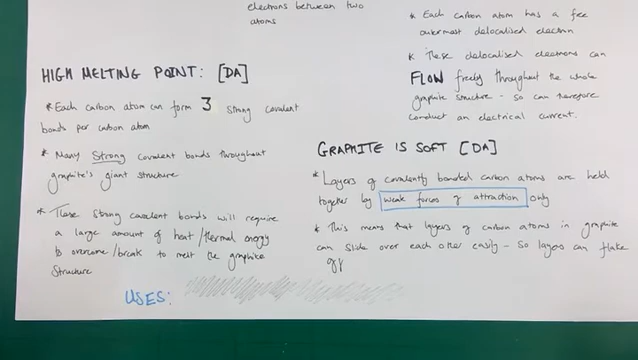 electrons between two
atoms
HIGH MELTING POINT: [DA]
* Each carbon atom can form 3 strong covalent
bonds per carbon atom
* Many Strong covalent bonds throughout
graphite's giant structure
* These strong covalent bonds will require
a large amount of heat/thermal energy
to overcome/break to melt the graphite
structure
USES:
* Each carbon atom has a free
outermost delocalised electron
* These delocalised electrons can
FLOW freely throughout the whole
graphite structure - so can therefore
conduct an electrical current.
GRAPHITE IS SOFT [DA]
* Layers of covalently bonded carbon atoms are held
together by weak forces of attraction only
* This means that layers of carbon atoms in graphite
can slide over each other easily - so layers can flake
off